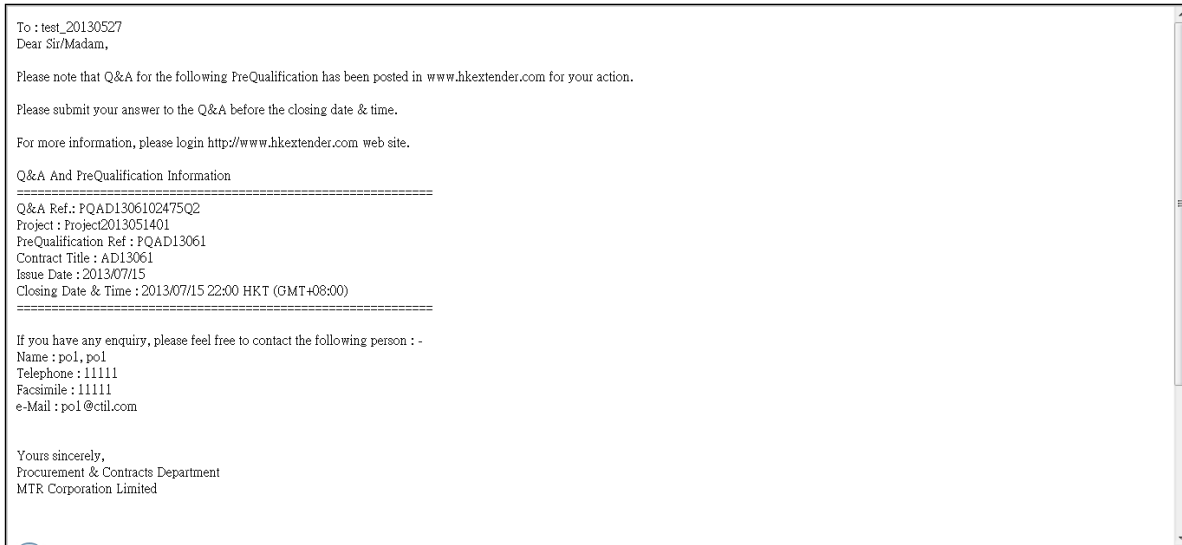 To : test_20130527
Dear Sir/Madam,
Please note that Q&A for the following PreQualification has been posted in www.hkextender.com for your action.
Please submit your answer to the Q&A before the closing date & time.
For more information, please login http://www.hkextender.com web site.
Q&A And PreQualification Information
============================================================
Q&A Ref.: PQAD1306102475Q2
Project : Project2013051401
PreQualification Ref : PQAD13061
Contract Title : AD13061
Issue Date : 2013/07/15
Closing Date & Time : 2013/07/15 22:00 HKT (GMT+08:00)
============================================================
If you have any enquiry, please feel free to contact the following person : -
Name : po1, po1
Telephone : 11111
Facsimile : 11111
e-Mail : po1@ctil.com
Yours sincerely,
Procurement & Contracts Department
MTR Corporation Limited